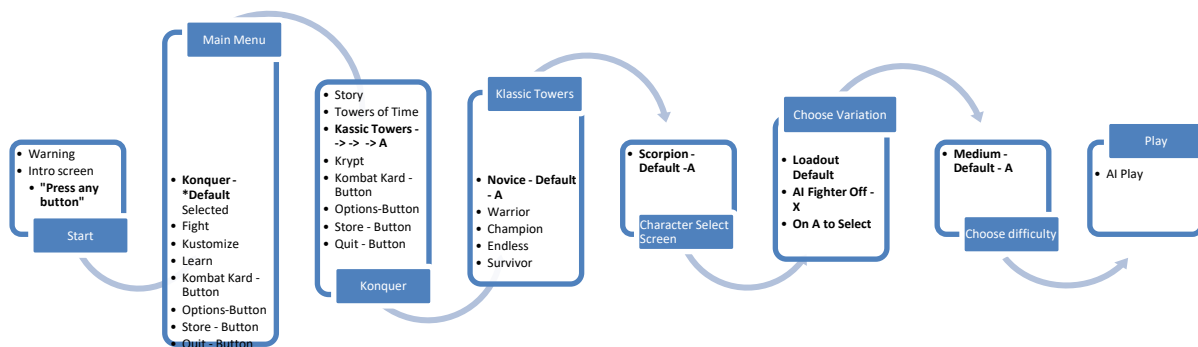 • Warning
• Intro screen
• "Press any
button"
Start
Main Menu
• Konquer -
*Default
Selected
• Fight
• Kustomize
• Learn
• Kombat Kard -
Button
• Options-Button
• Store - Button
• Quit - Button
• Story
• Towers of Time
• Kassic Towers -
-> -> -> A
• Krypt
• Kombat Kard -
Button
• Options-Button
• Store - Button
• Quit - Button
Konquer
Klassic Towers
• Novice - Default
- A
• Warrior
• Champion
• Endless
• Survivor
• Scorpion -
Default -A
Character Select
Screen
Choose Variation
• Loadout
Default
• AI Fighter Off -
X
• On A to Select
• Medium -
Default - A
Choose difficulty
Play
• AI Play